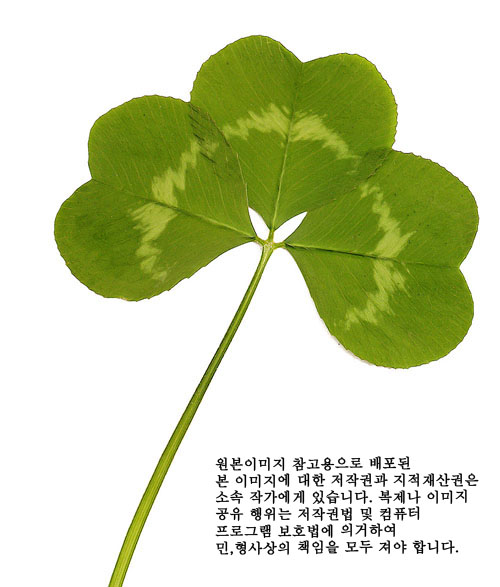 원본이미지 참고용으로 배포된
본 이미지에 대한 저작권과 지적재산권은
소속 작가에게 있습니다. 복제나 이미지
공유 행위는 저작권법 및 컴퓨터
프로그램 보호법에 의거하여
민,형사상의 책임을 모두 져야 합니다.